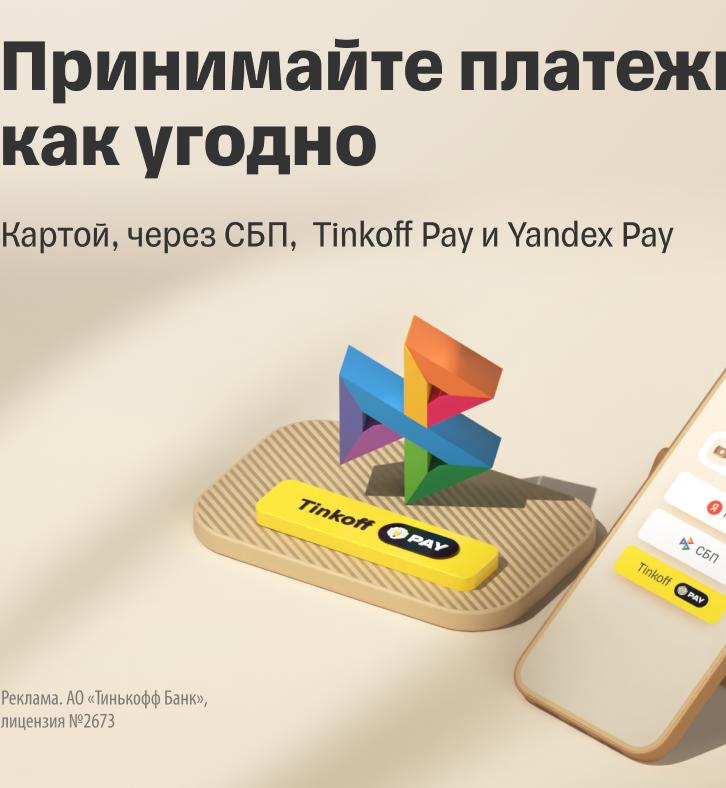 Принимайте платежи
как угодно
Картой, через СБП, Tinkoff Pay и Yandex Pay
Tinkoff PAY
Я
СБП
Tinkoff PAY
Реклама. АО «Тинькофф Банк»,
лицензия №2673